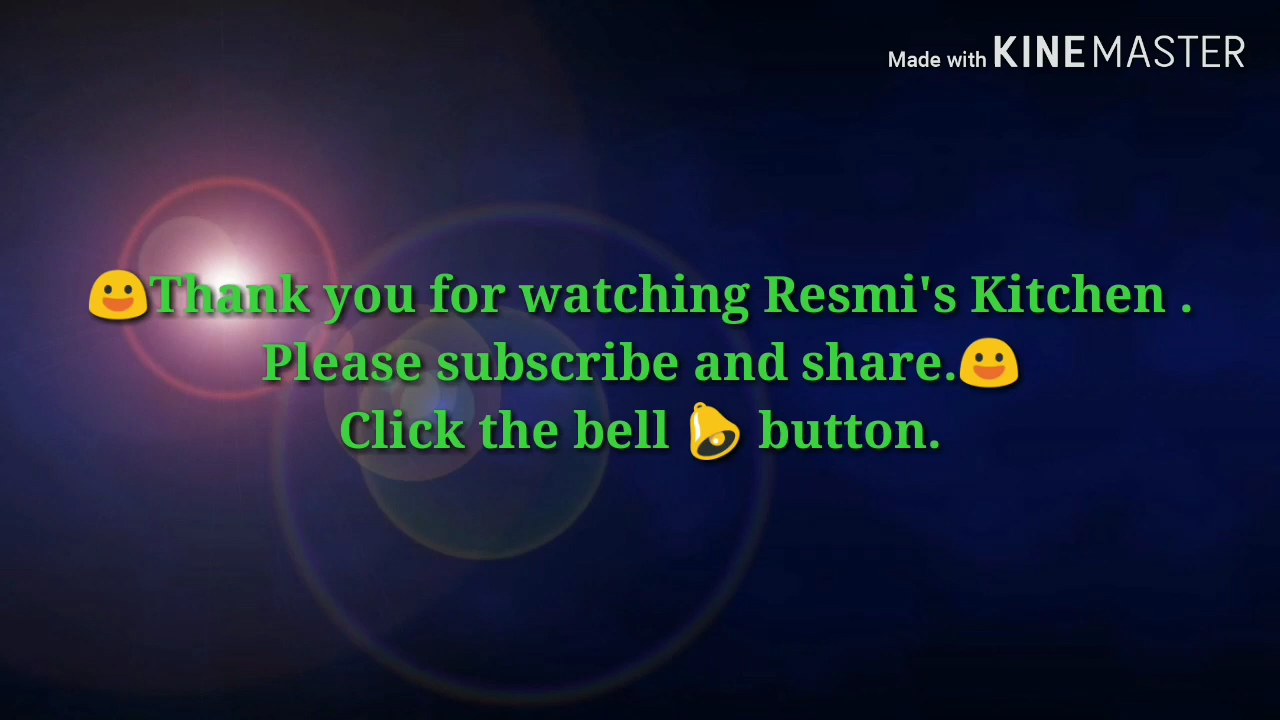 Made with KINEMASTER
😃Thank you for watching Resmi's Kitchen .
Please subscribe and share.😃
Click the bell 🔔 button.